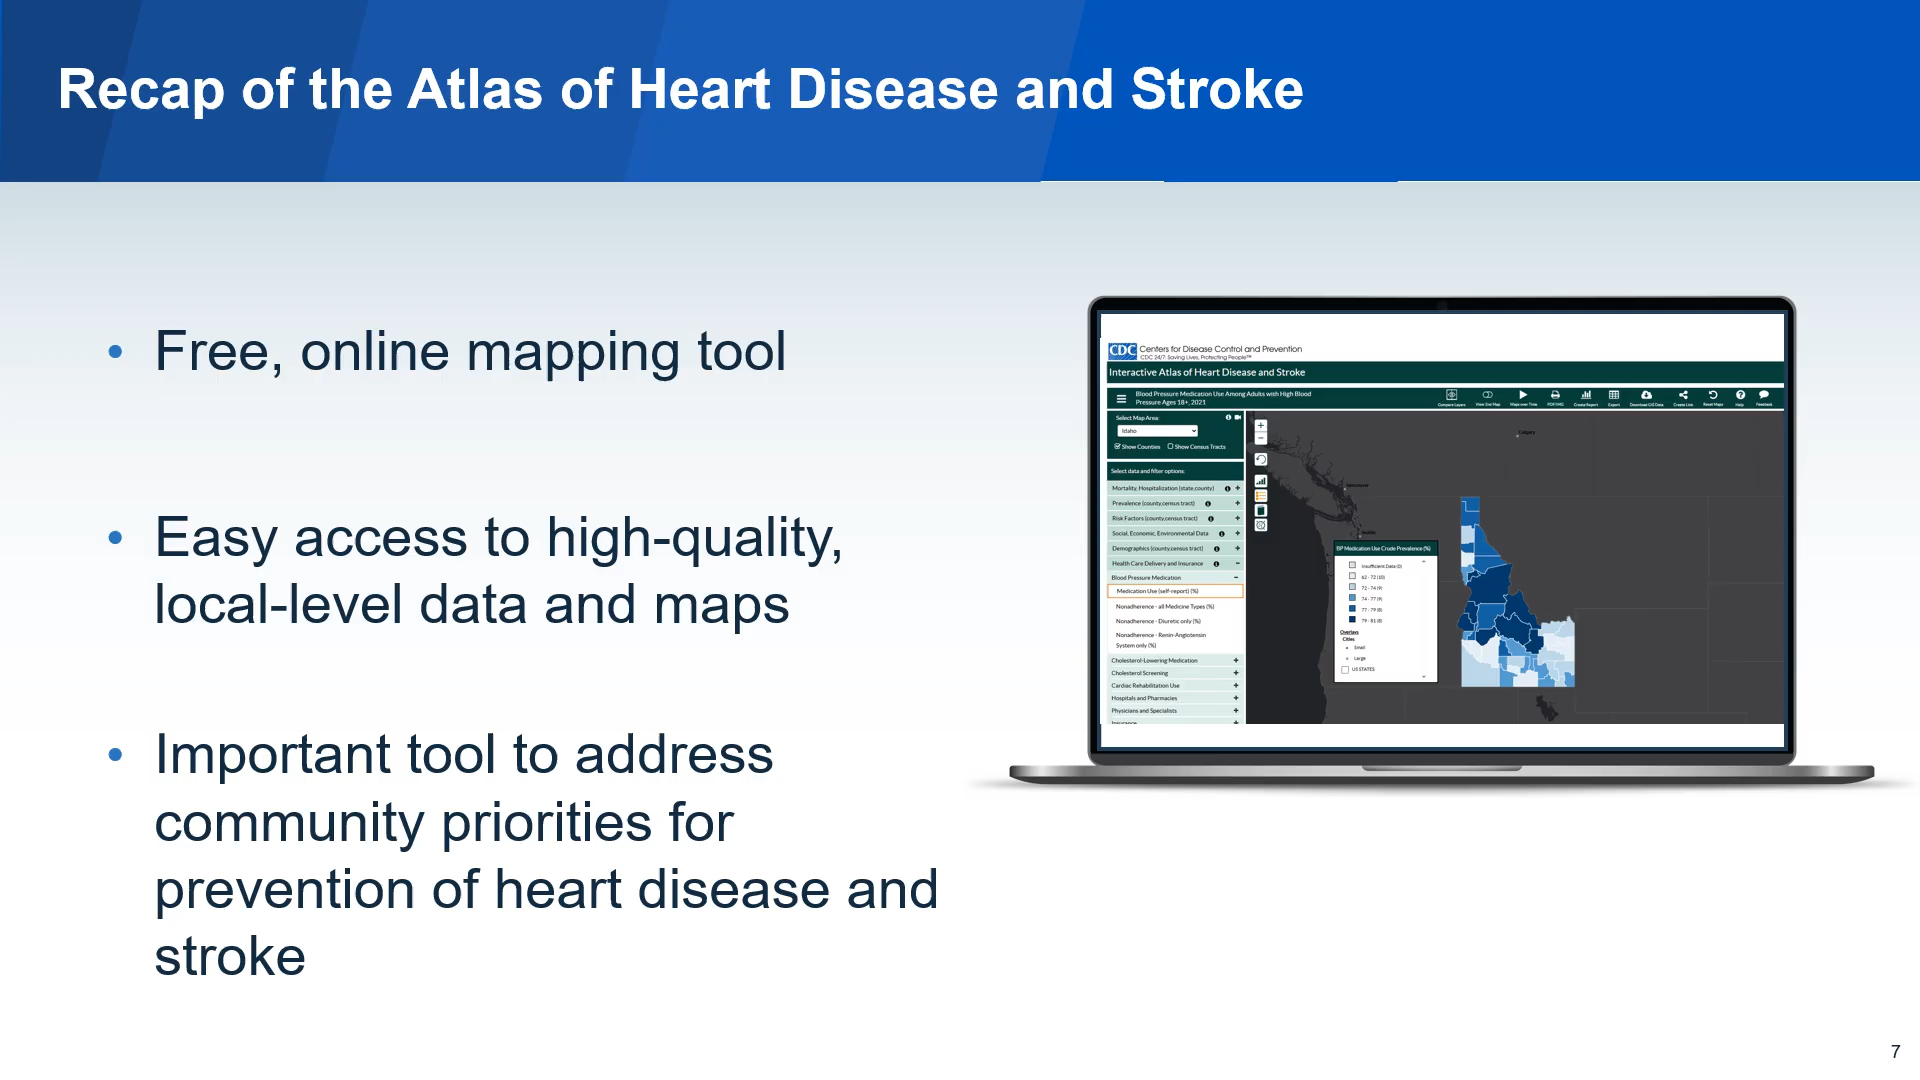 Recap of the Atlas of Heart Disease and Stroke
• Free, online mapping tool
• Easy access to high-quality,
local-level data and maps
• Important tool to address
community priorities for
prevention of heart disease and
stroke
CDC Centers for Disease Control and Prevention
CDC 24/7: Saving Lives, Protecting People™
Interactive Atlas of Heart Disease and Stroke
Blood Pressure Medication Use Among Adults with High Blood
Pressure Ages 18+, 2021
Compare Layers View 2nd Map Maps over Time PDF/IMG Create Report Export Download GIS Data Create Link Reset Maps Help Feedback
Select Map Area:
Idaho
Show Counties Show Census Tracts
Select data and filter options:
Mortality, Hospitalization (state,county) +
Prevalence (county,census tract) +
Risk Factors (county,census tract) +
Social, Economic, Environmental Data +
Demographics (county,census tract) +
Health Care Delivery and Insurance −
Blood Pressure Medication −
Medication Use (self-report) (%)
Nonadherence - all Medicine Types (%)
Nonadherence - Diuretic only (%)
Nonadherence - Renin-Angiotensin
System only (%)
Cholesterol-Lowering Medication +
Cholesterol Screening +
Cardiac Rehabilitation Use +
Hospitals and Pharmacies +
Physicians and Specialists +
Insurance +
Calgary
Vancouver
Seattle
BP Medication Use Crude Prevalence (%)
Insufficient Data (0)
62 - 72 (10)
72 - 74 (9)
74 - 77 (9)
77 - 79 (8)
79 - 81 (8)
Overlays
Cities
Small
Large
US STATES
7